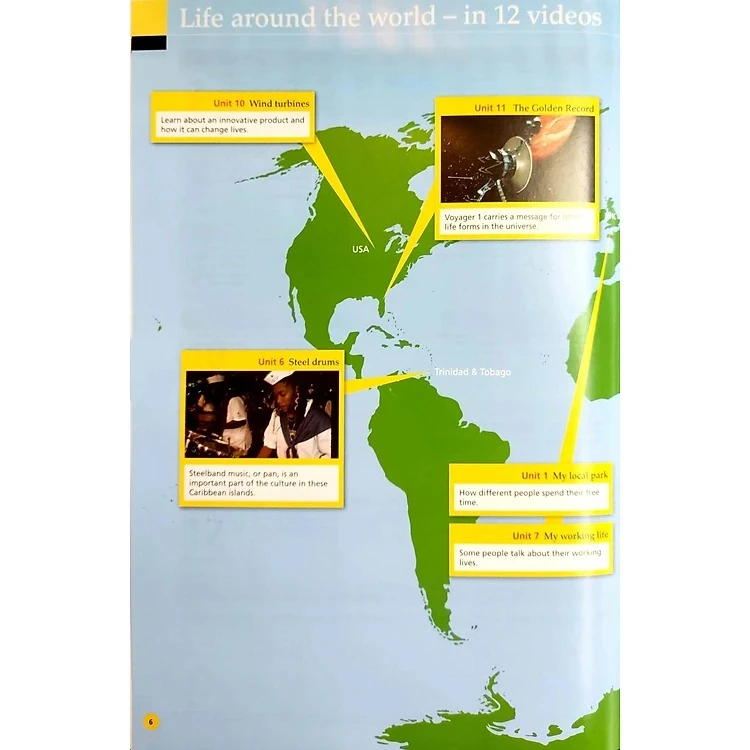 Life around the world – in 12 videos
Unit 10 Wind turbines
Learn about an innovative product and
how it can change lives.
Unit 11 The Golden Record
Voyager 1 carries a message for
life forms in the universe.
USA
Unit 6 Steel drums
Trinidad & Tobago
Steelband music, or pan, is an
important part of the culture in these
Caribbean islands.
Unit 1 My local park
How different people spend their free
time.
Unit 7 My working life
Some people talk about their working
lives.
6